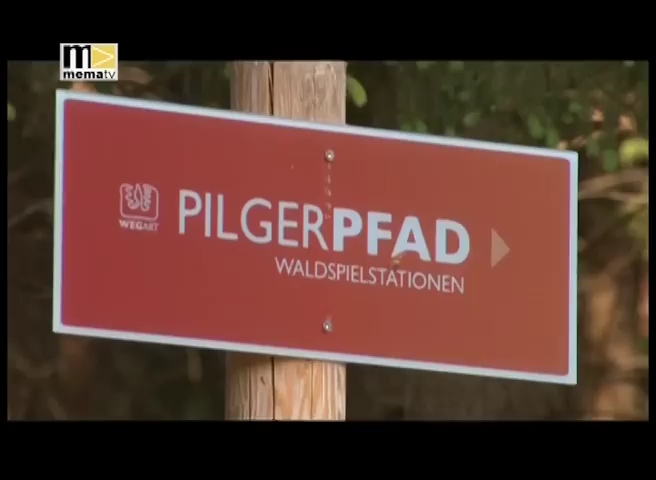 m
mematv
PILGERPFAD
WEGART
WALDSPIELSTATIONEN